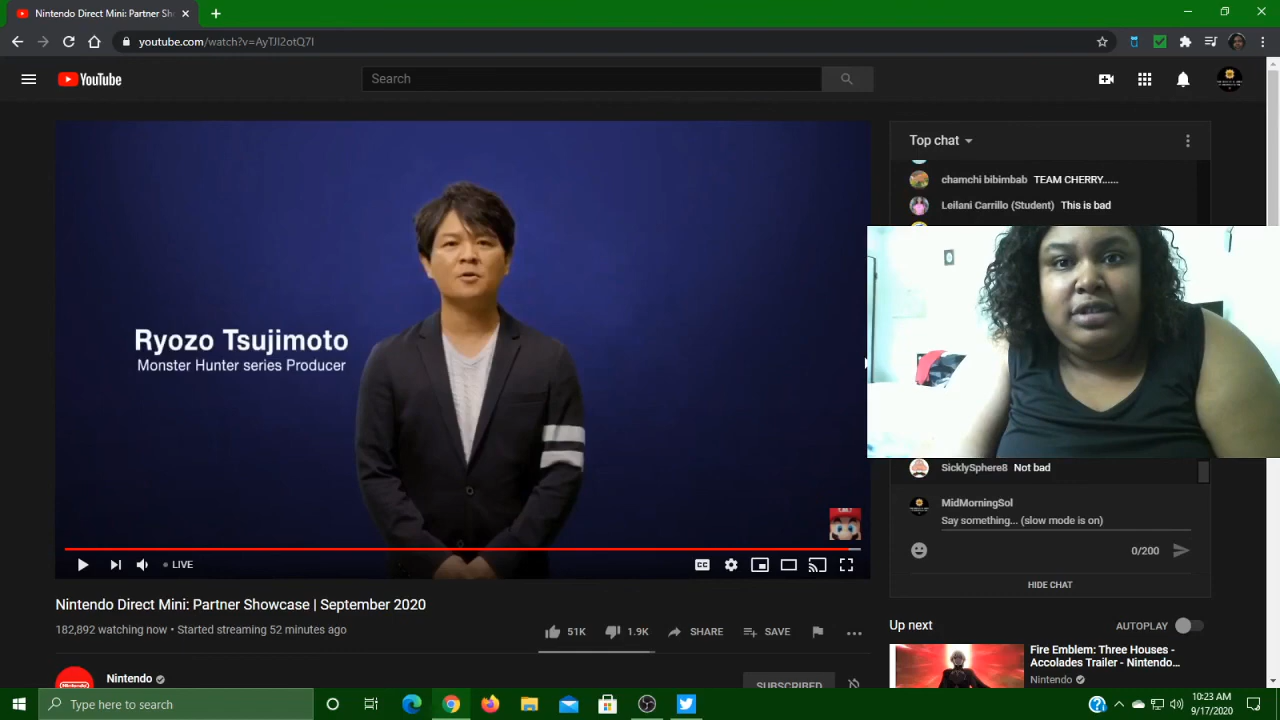 Nintendo Direct Mini: Partner Sho
youtube.com/watch?v=AyTJI2otQ7I
YouTube
Search
Top chat
chamchi bibimbab TEAM CHERRY......
Leilani Carrillo (Student) This is bad
Ryozo Tsujimoto
Monster Hunter series Producer
SicklySphere8 Not bad
MidMorningSol
Say something... (slow mode is on)
0/200
LIVE
CC
HIDE CHAT
Nintendo Direct Mini: Partner Showcase | September 2020
182,892 watching now • Started streaming 52 minutes ago
51K
1.9K
SHARE
SAVE
Up next
AUTOPLAY
Fire Emblem: Three Houses -
Accolades Trailer - Nintendo...
Nintendo
Nintendo
Nintendo
SUBSCRIBED
Type here to search
10:23 AM
9/17/2020